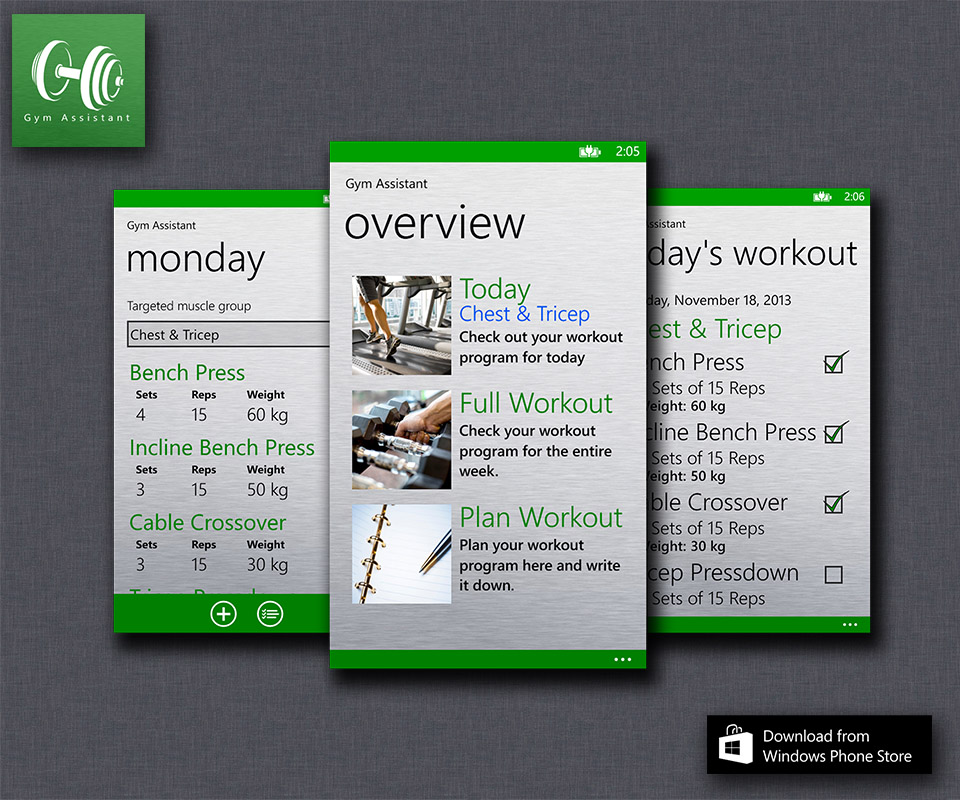 Gym Assistant
Gym Assistant
monday
Targeted muscle group
Chest & Tricep
Bench Press
Sets Reps Weight
4 15 60 kg
Incline Bench Press
Sets Reps Weight
3 15 50 kg
Cable Crossover
Sets Reps Weight
3 15 30 kg
2:05
Gym Assistant
overview
Today
Chest & Tricep
Check out your workout
program for today
Full Workout
Check your workout
program for the entire
week.
Plan Workout
Plan your workout
program here and write
it down.
2:06
ssistant
day's workout
day, November 18, 2013
est & Tricep
nch Press
Sets of 15 Reps
eight: 60 kg
cline Bench Press
Sets of 15 Reps
eight: 50 kg
ble Crossover
Sets of 15 Reps
eight: 30 kg
cep Pressdown
Sets of 15 Reps
Download from
Windows Phone Store